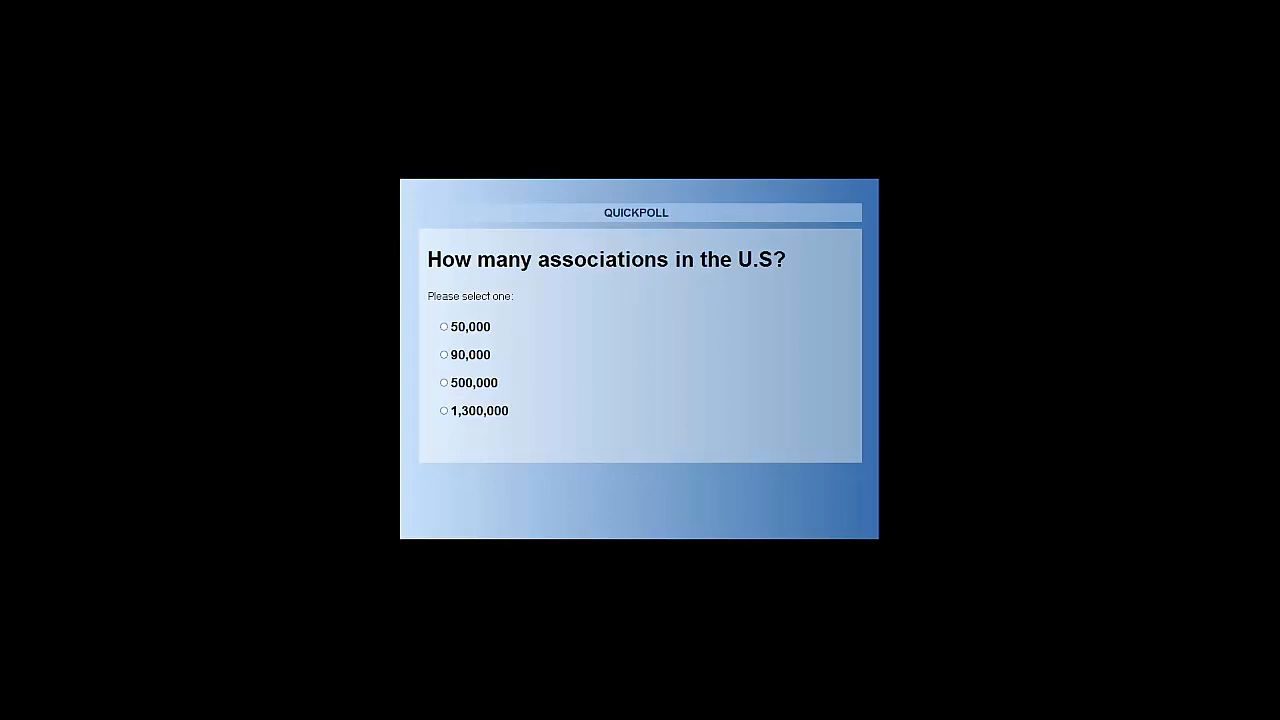 QUICKPOLL
How many associations in the U.S?
Please select one:
50,000
90,000
500,000
1,300,000